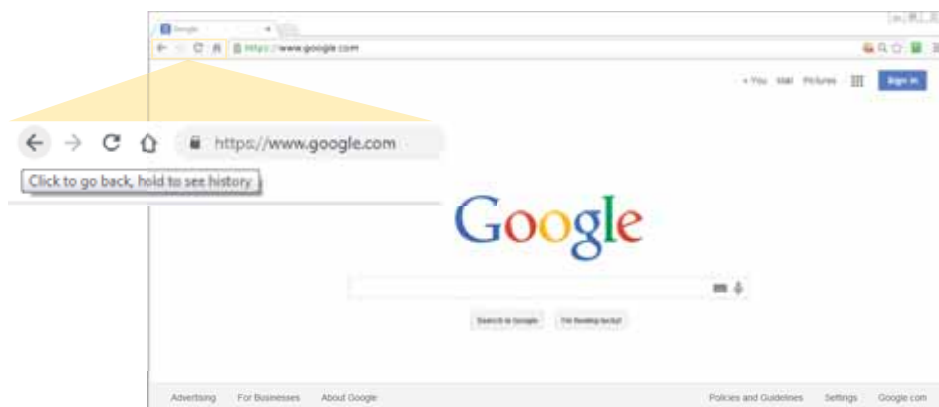 Google
https://www.google.com
+ You Mail Pictures Sign in
https://www.google.com
Click to go back, hold to see history
Google
Search in Google I'm feeling lucky!
Advertising For Businesses About Google Policies and Guidelines Settings Google com